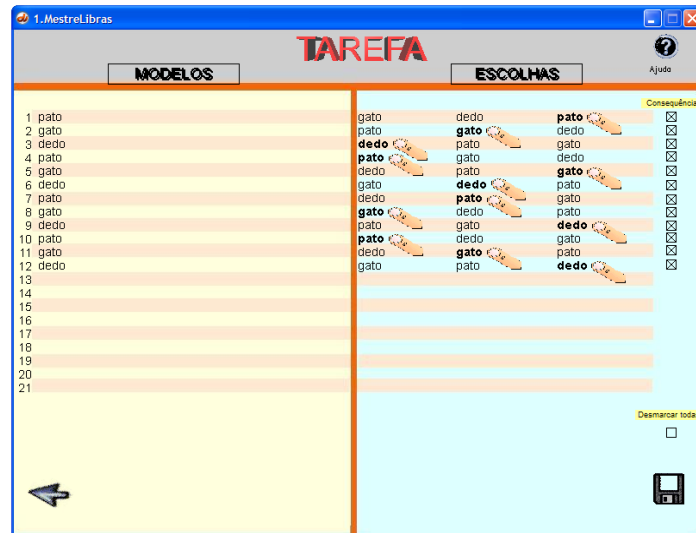 1.MestreLibras
TAREFA
Ajuda
MODELOS ESCOLHAS
Consequência
1 pato gato dedo pato
2 gato pato gato dedo
3 dedo dedo pato gato
4 pato pato gato dedo
5 gato dedo pato gato
6 dedo gato dedo pato
7 pato dedo pato gato
8 gato gato dedo pato
9 dedo pato gato dedo
10 pato pato dedo gato
11 gato dedo gato pato
12 dedo gato pato dedo
13
14
15
16
17
18
19
20
21
Desmarcar toda